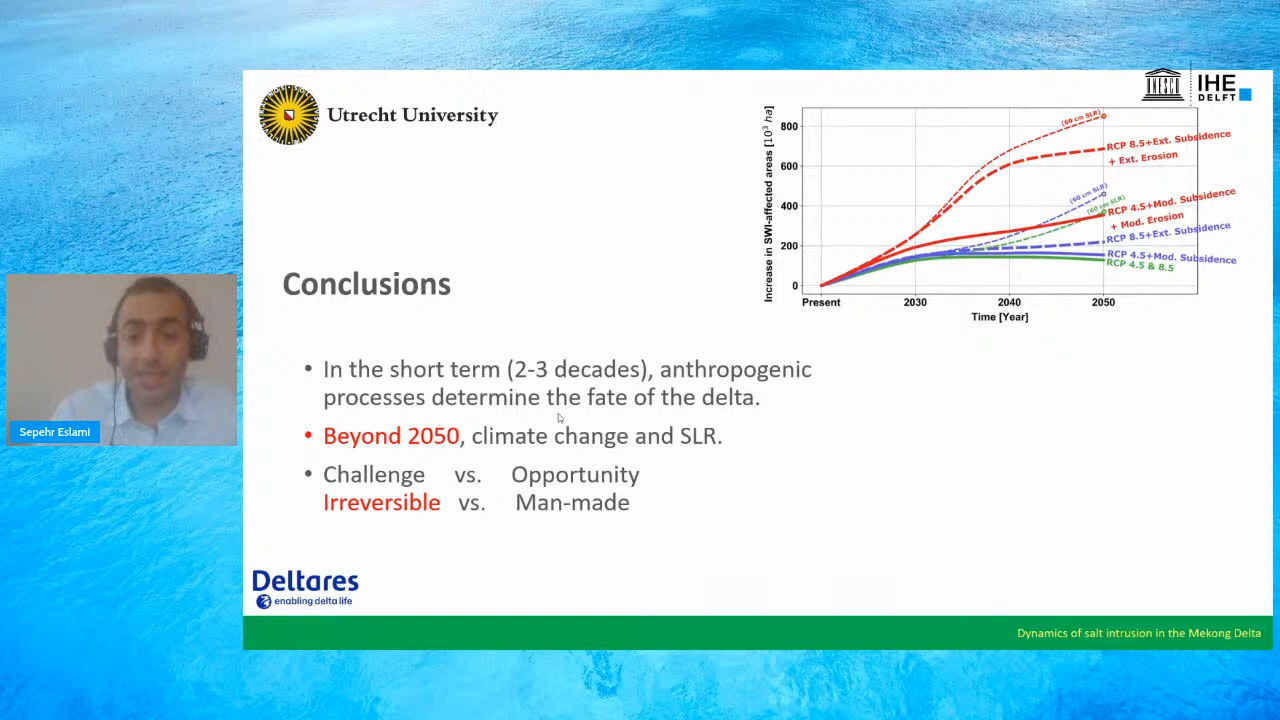 Utrecht University
UNESCO
IHE
DELFT
Increase in SWI-affected areas [10³ ha]
800
600
400
200
0
Present
2030
2040
2050
Time [Year]
(60 cm SLR)
RCP 8.5+Ext. Subsidence
+ Ext. Erosion
(60 cm SLR)
(60 cm SLR)
RCP 4.5+Mod. Subsidence
+ Mod. Erosion
RCP 8.5+Ext. Subsidence
RCP 4.5+Mod. Subsidence
RCP 4.5 & 8.5
Conclusions
• In the short term (2-3 decades), anthropogenic
processes determine the fate of the delta.
• Beyond 2050, climate change and SLR.
• Challenge vs. Opportunity
Irreversible vs. Man-made
Sepehr Eslami
Deltares
enabling delta life
Dynamics of salt intrusion in the Mekong Delta